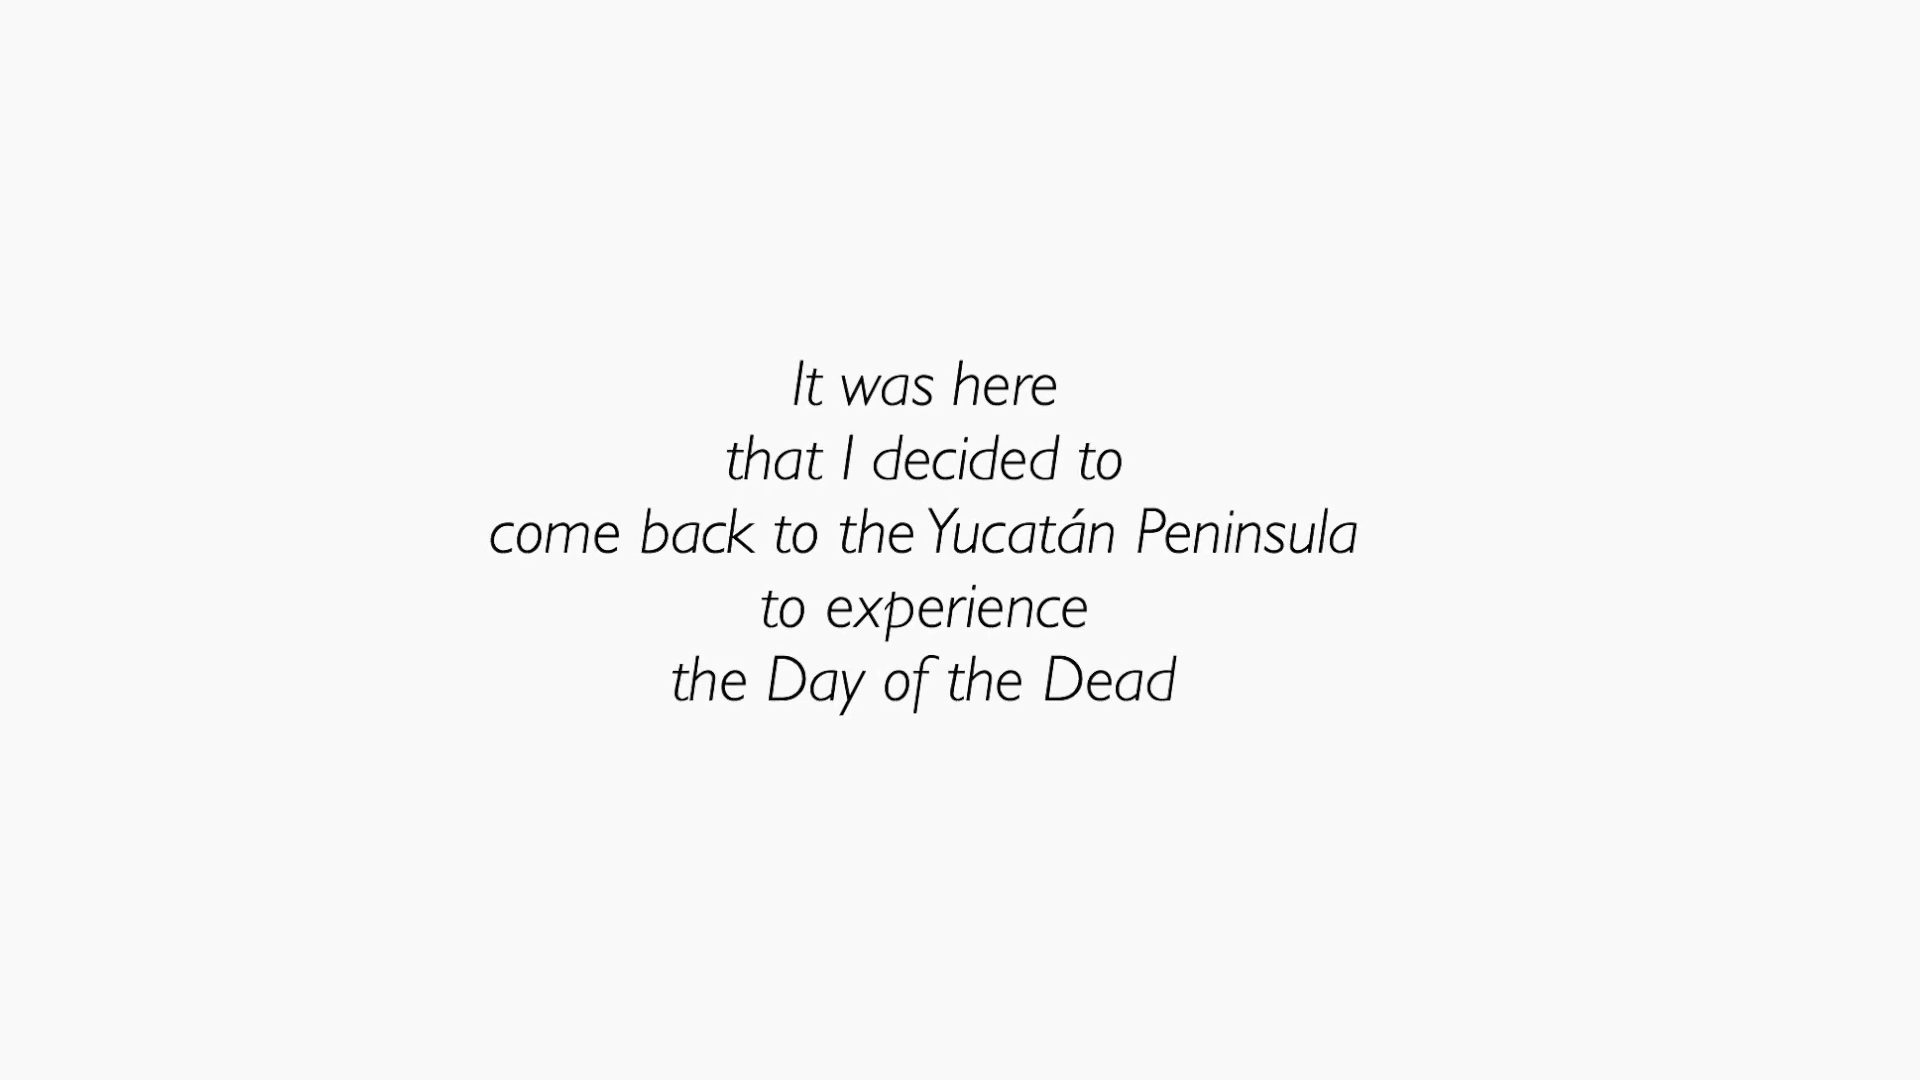 It was here
that I decided to
come back to the Yucatán Peninsula
to experience
the Day of the Dead